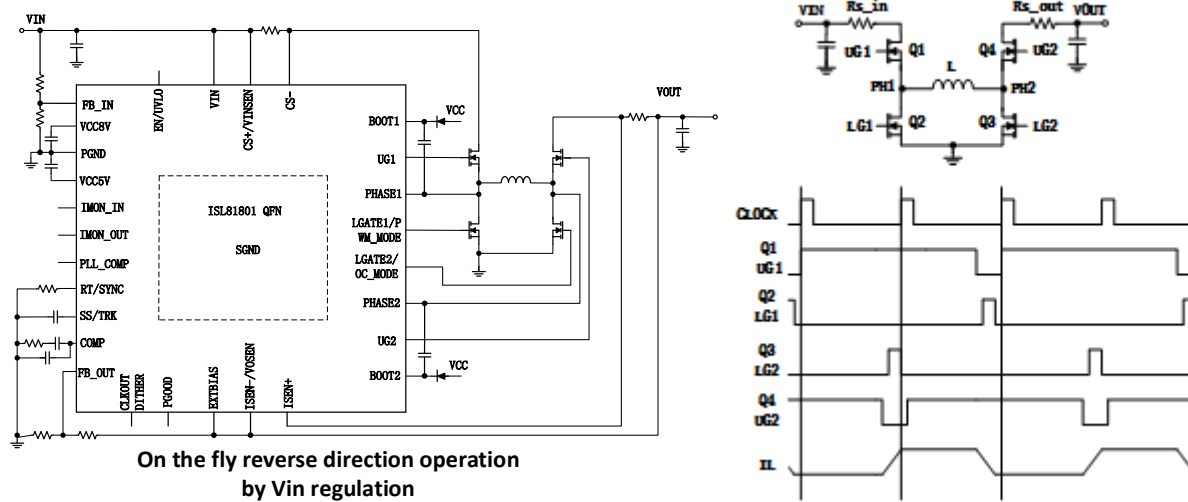 VIN
FB_IN
VCC8V
PGND
VCC5V
IMON_IN
IMON_OUT
PLL_COMP
RT/SYNC
SS/TRK
COMP
FB_OUT
EN/UVLO
VIN
CS+/VINSEN
CS-
BOOT1
UG1
PHASE1
LGATE1/P
WM_MODE
LGATE2/
OC_MODE
PHASE2
UG2
BOOT2
VCC
VCC
VOUT
ISL81801 QFN
SGND
CLKOUT
DITHER
PGOOD
EXTBIAS
ISEN-/VOSEN
ISEN+
On the fly reverse direction operation
by Vin regulation
VIN
Rs_in
Rs_out
VOUT
UG1
Q1
Q4
UG2
L
PH1
PH2
LG1
Q2
Q3
LG2
CLOCK
Q1
UG1
Q2
LG1
Q3
LG2
Q4
UG2
IL